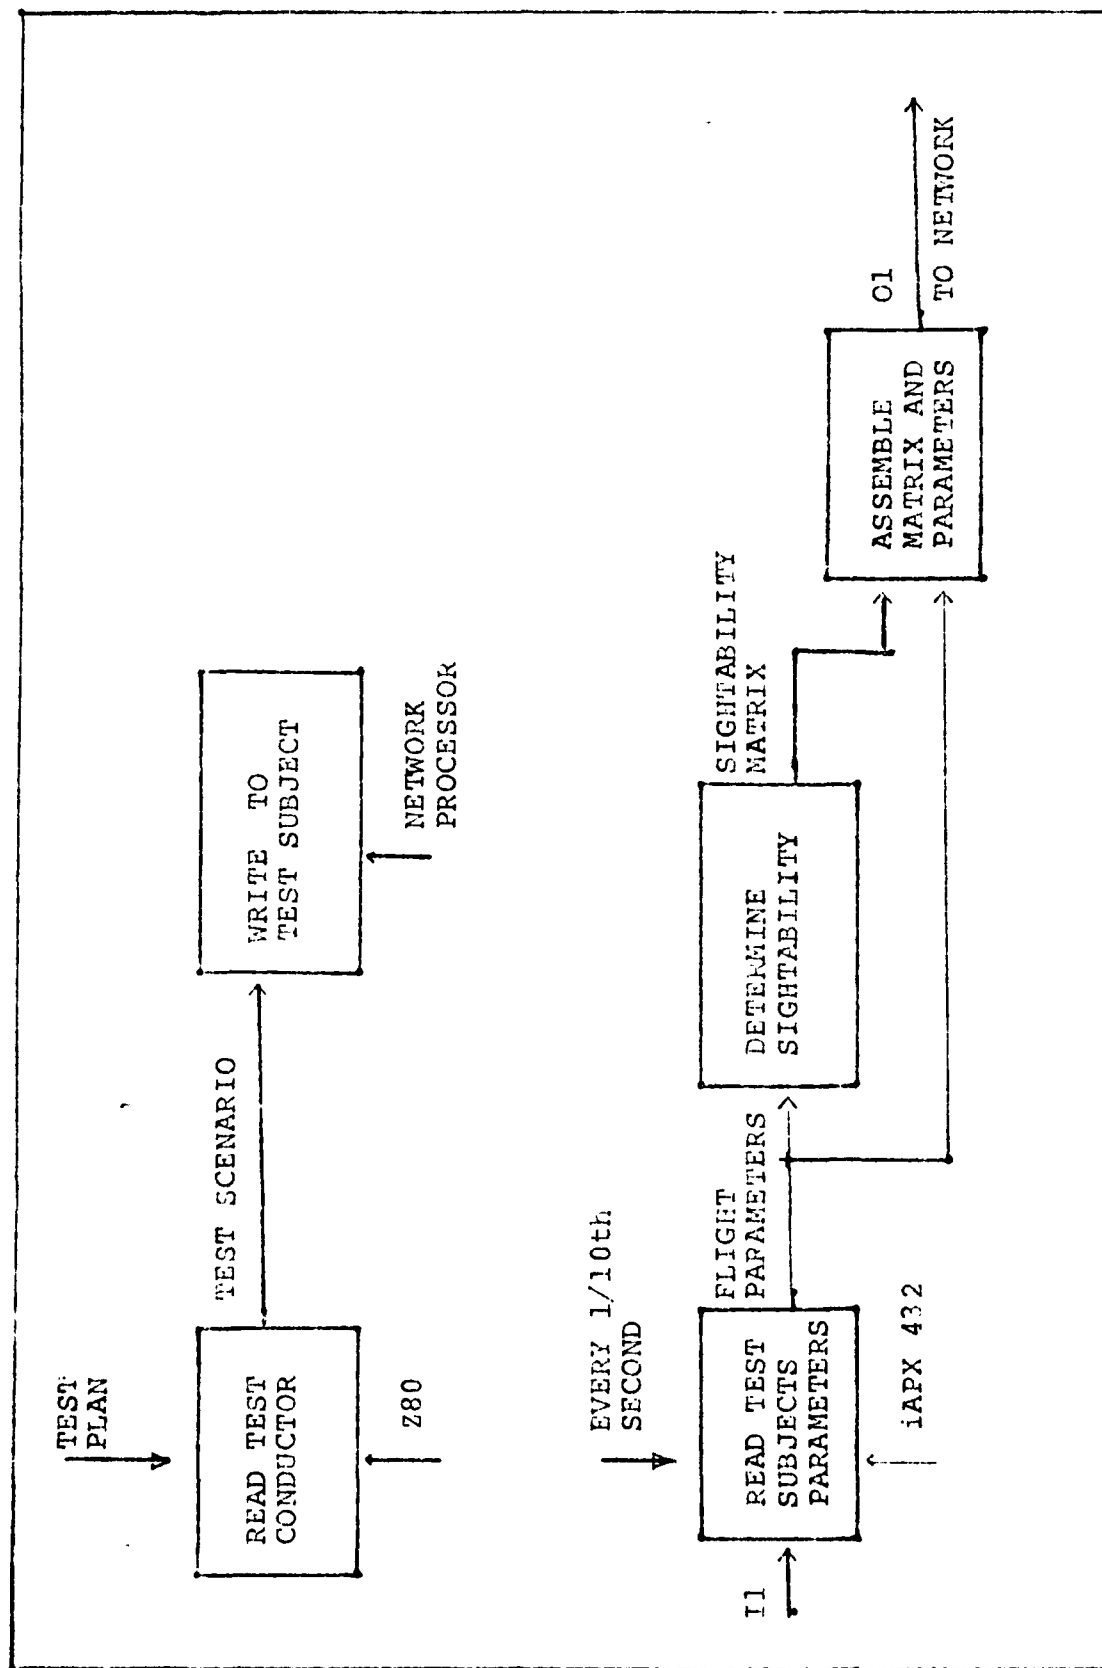 TEST
PLAN
READ TEST
CONDUCTOR
Z80
TEST SCENARIO
WRITE TO
TEST SUBJECT
NETWORK
PROCESSOR
EVERY 1/10th
SECOND
I1
READ TEST
SUBJECTS
PARAMETERS
iAPX 432
FLIGHT
PARAMETERS
DETERMINE
SIGHTABILITY
SIGHTABILITY
MATRIX
ASSEMBLE
MATRIX AND
PARAMETERS
O1
TO NETWORK